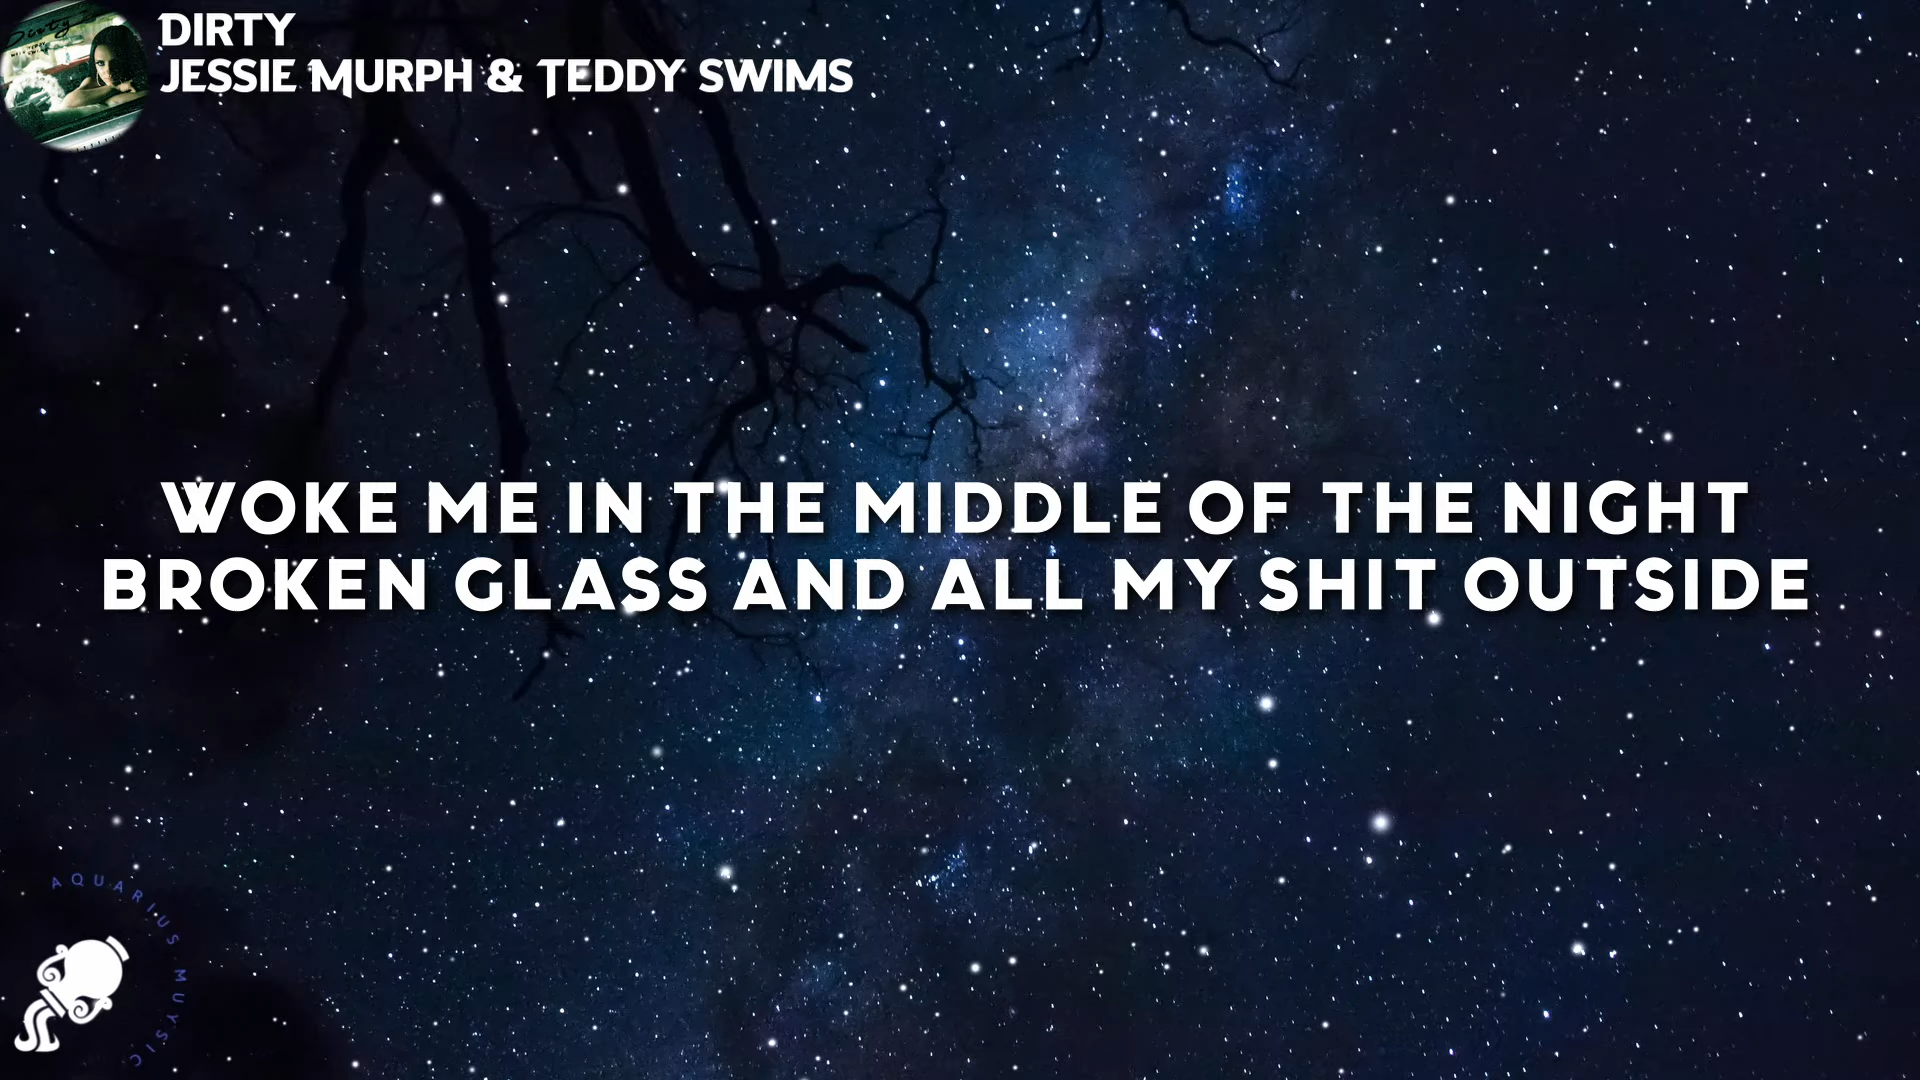 DIRTY
JESSIE MURPH & TEDDY SWIMS
WOKE ME IN THE MIDDLE OF THE NIGHT
BROKEN GLASS AND ALL MY SHIT OUTSIDE
AQUARIUS MUYSIC